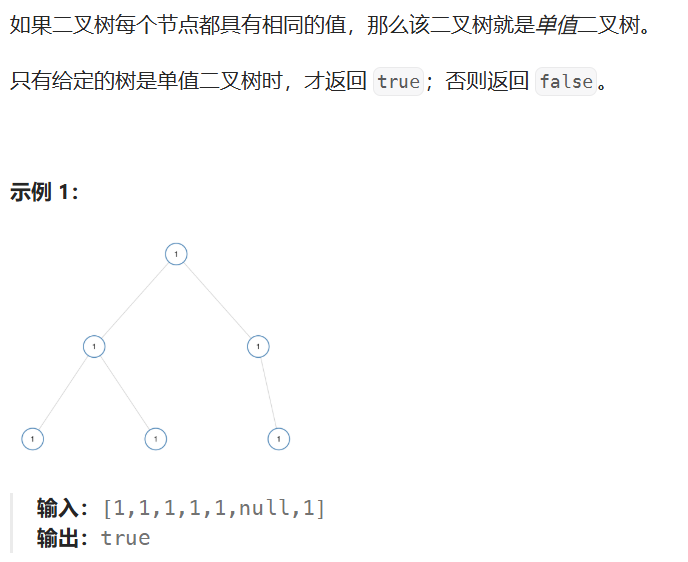 如果二叉树每个节点都具有相同的值，那么该二叉树就是单值二叉树。
只有给定的树是单值二叉树时，才返回 true；否则返回 false。
示例 1：
1
1
1
1
1
1
输入：[1,1,1,1,1,null,1]
输出：true